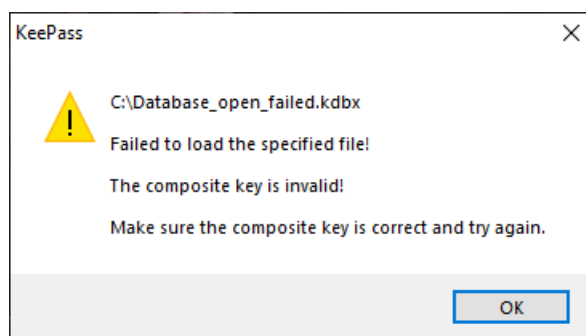 KeePass
C:\Database_open_failed.kdbx
Failed to load the specified file!
The composite key is invalid!
Make sure the composite key is correct and try again.
OK